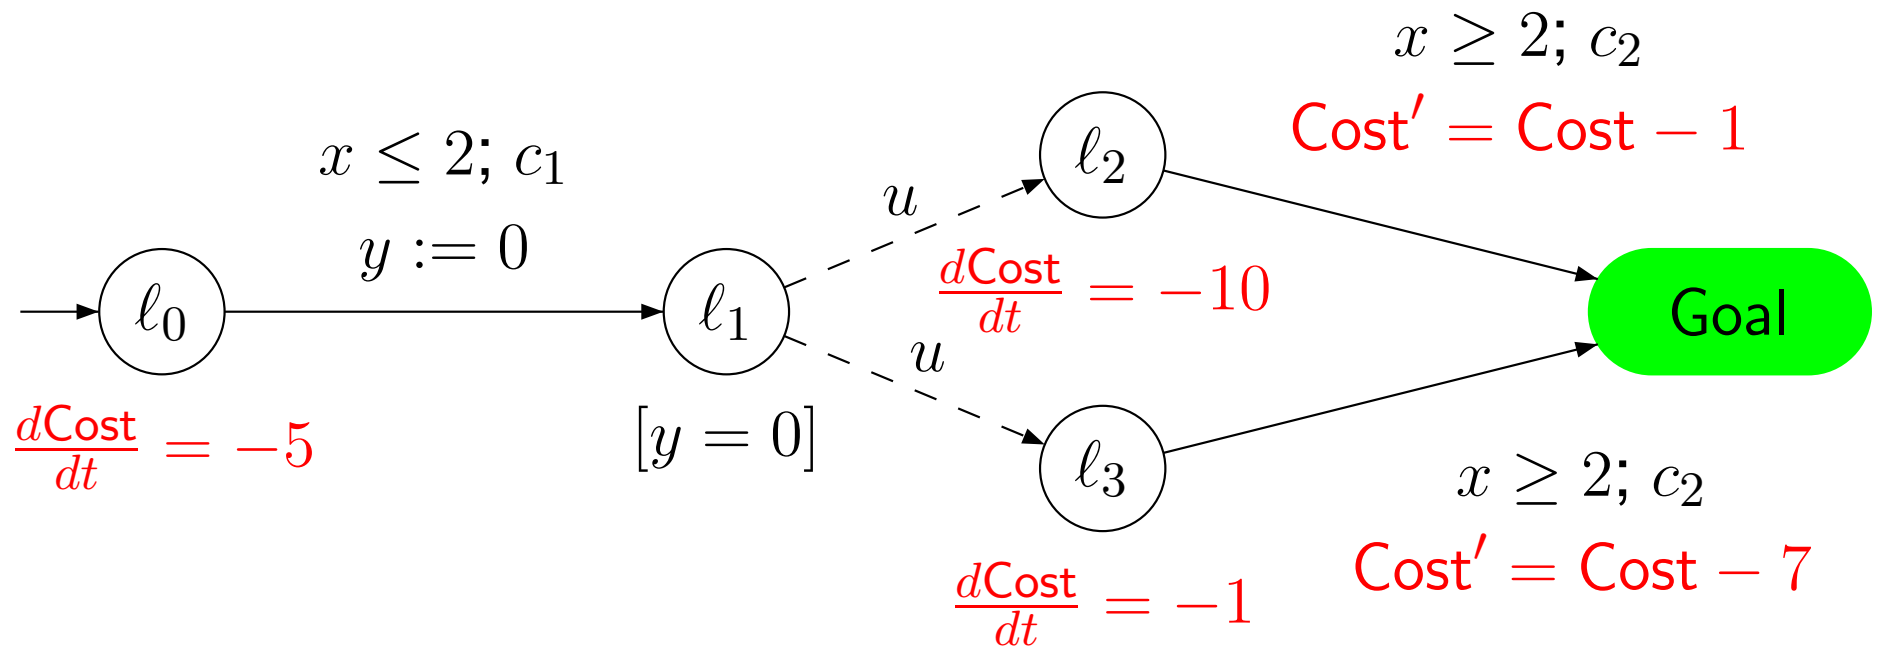 x ≥ 2; c₂
Cost′ = Cost − 1
x ≤ 2; c₁
y := 0
u
ℓ₂
dCost/dt = −10
ℓ₀
ℓ₁
Goal
u
dCost/dt = −5
[y = 0]
ℓ₃
x ≥ 2; c₂
Cost′ = Cost − 7
dCost/dt = −1